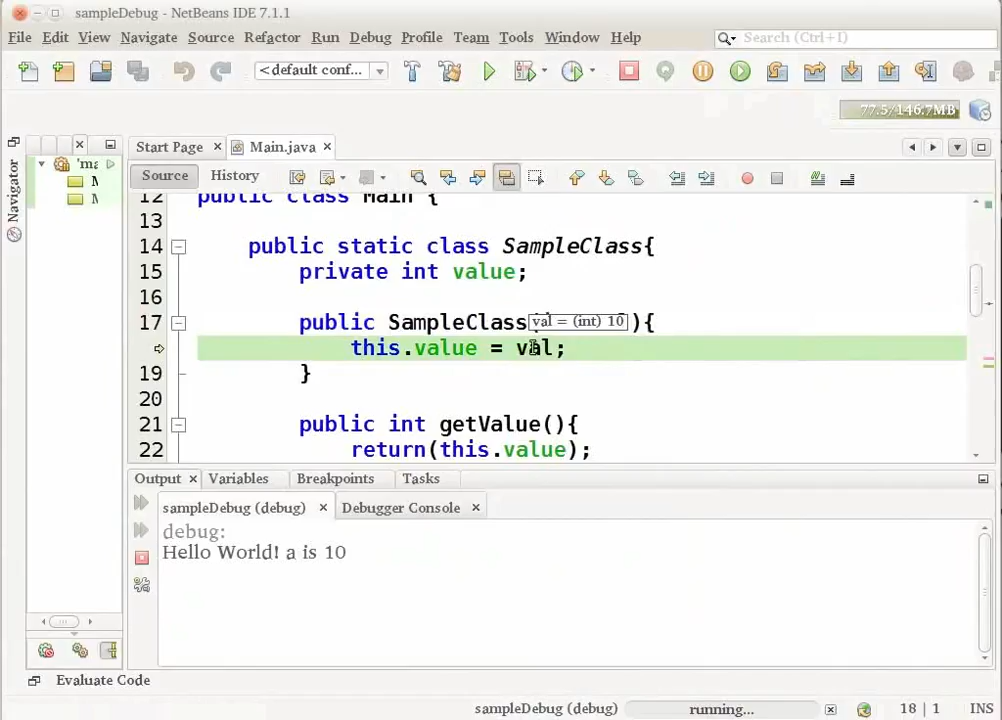 sampleDebug - NetBeans IDE 7.1.1
File Edit View Navigate Source Refactor Run Debug Profile Team Tools Window Help
Search (Ctrl+I)
<default conf...
77.5/146.7MB
Start Page Main.java
Navigator
'ma
Source History
12 public class Main {
13
14 public static class SampleClass{
15 private int value;
16
17 public SampleClass val = (int) 10 ){
this.value = val;
19 }
20
21 public int getValue(){
22 return(this.value);
Output Variables Breakpoints Tasks
sampleDebug (debug) Debugger Console
debug:
Hello World! a is 10
Evaluate Code
sampleDebug (debug) running... 18 | 1 INS